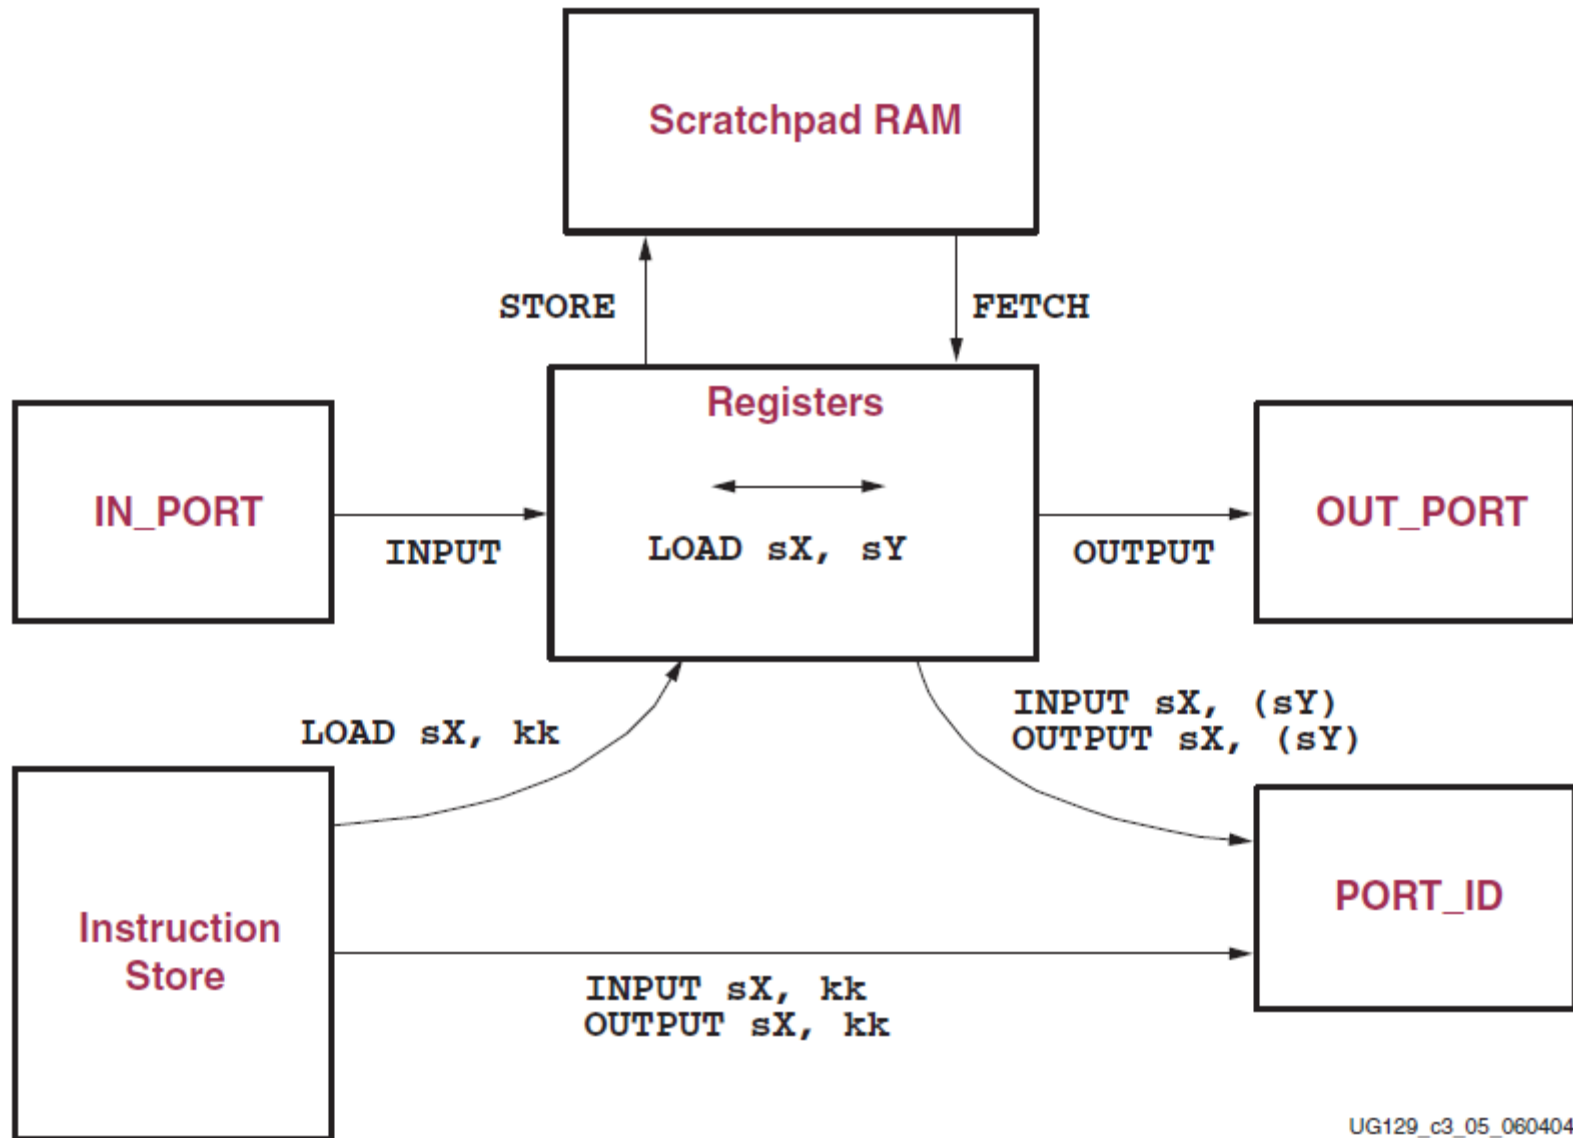 Scratchpad RAM
STORE
FETCH
Registers
IN_PORT
OUT_PORT
INPUT
LOAD sX, sY
OUTPUT
LOAD sX, kk
INPUT sX, (sY)
OUTPUT sX, (sY)
PORT_ID
Instruction
Store
INPUT sX, kk
OUTPUT sX, kk
UG129_c3_05_060404